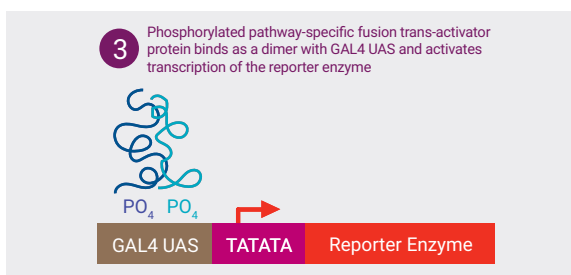 3
Phosphorylated pathway-specific fusion trans-activator
protein binds as a dimer with GAL4 UAS and activates
transcription of the reporter enzyme
PO4 PO4
GAL4 UAS TATATA Reporter Enzyme